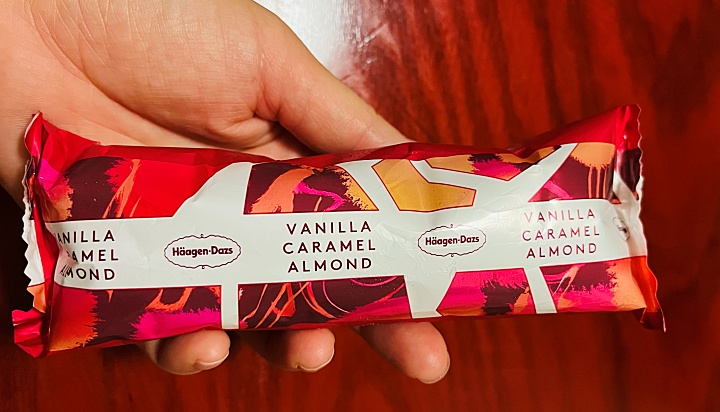 VANILLA
CARAMEL
ALMOND
Häagen-Dazs
VANILLA
CARAMEL
ALMOND
Häagen-Dazs
VANILLA
CARAMEL
ALMOND